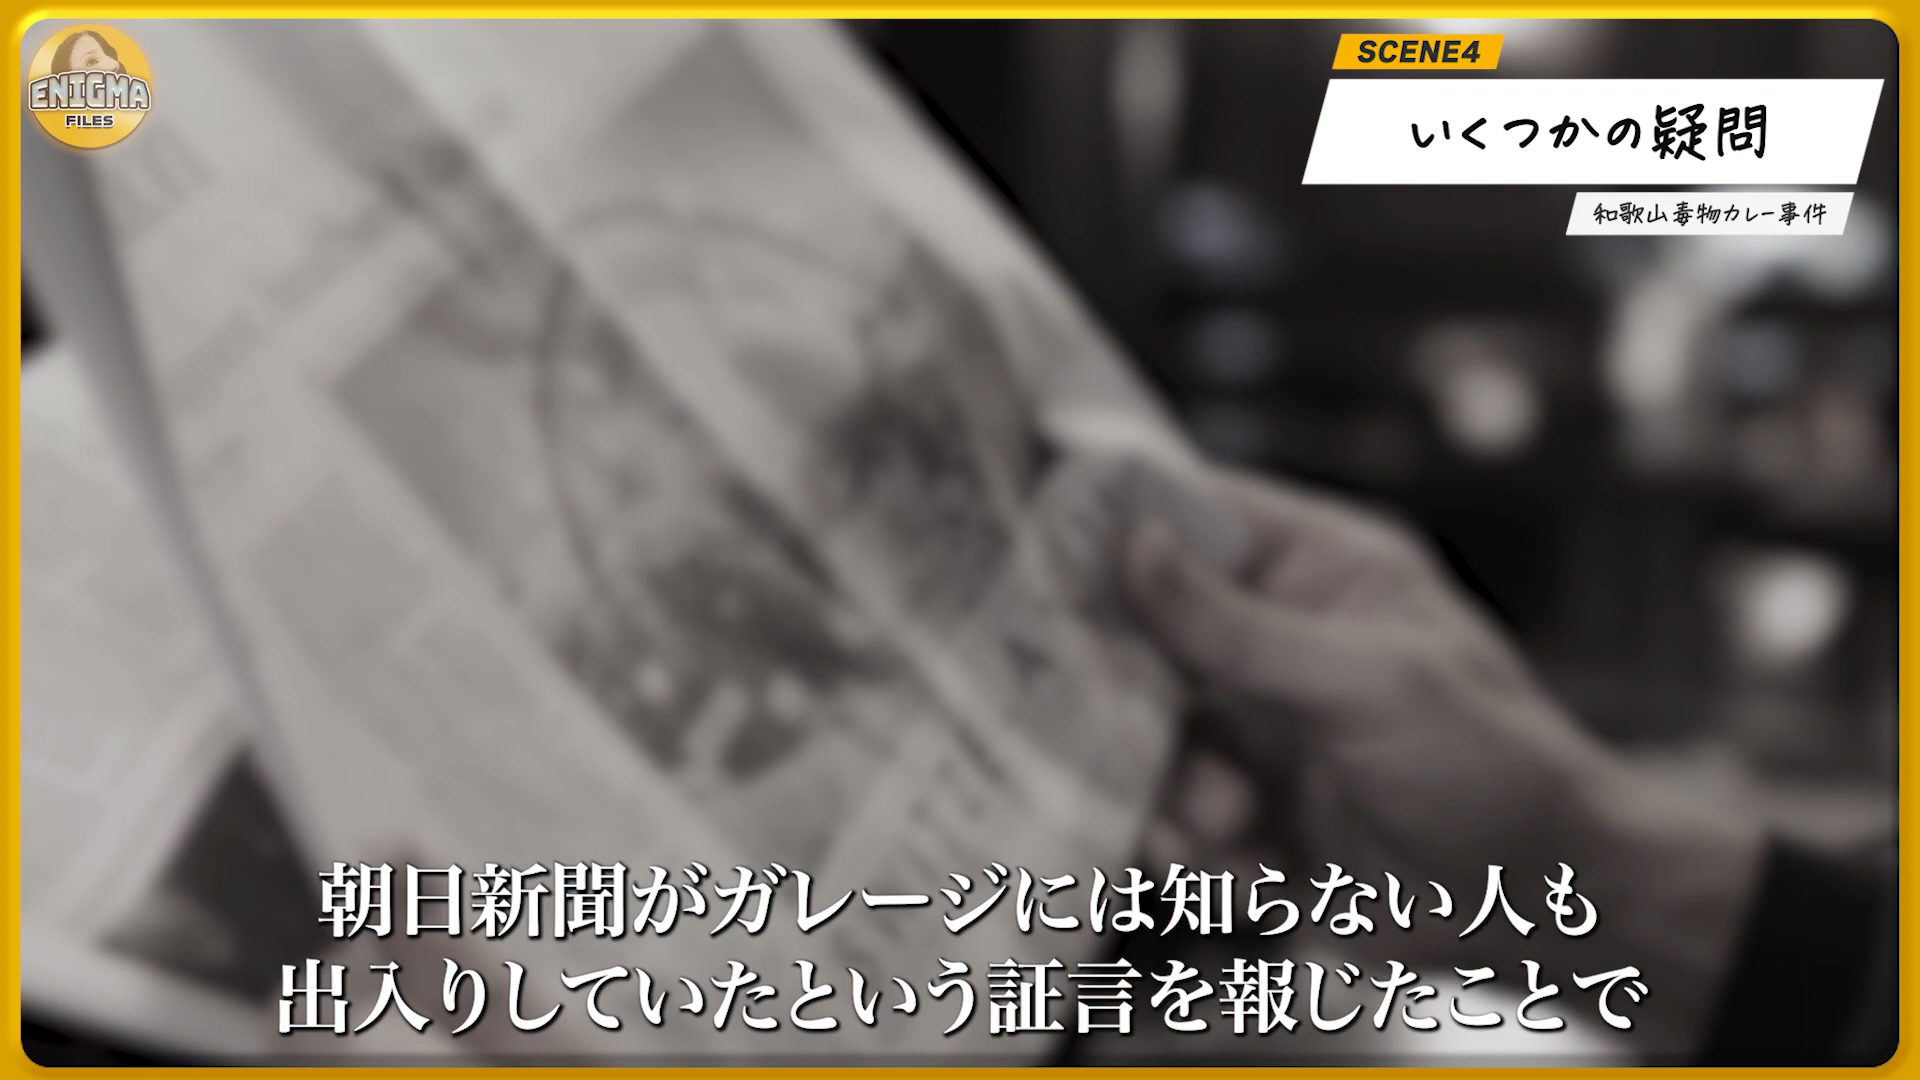 ENIGMA
FILES
SCENE4
いくつかの疑問
和歌山毒物カレー事件
朝日新聞がガレージには知らない人も
出入りしていたという証言を報じたことで